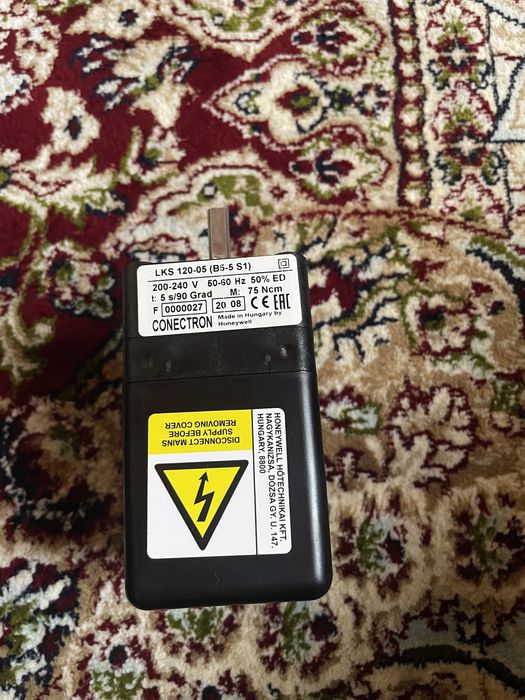 LKS 120-05 (B5-5 S1)
200-240 V 50-60 Hz 50% ED
t: 5 s/90 Grad M: 75 Ncm
F 0000027 20 08 CE EAC
CONECTRON Made in Hungary by
Honeywell
DISCONNECT MAINS
SUPPLY BEFORE
REMOVING COVER
HONEYWELL HŐTECHNIKAI KFT.
NAGYKANIZSA, DÓZSA GY. U. 147.
HUNGARY, 8800